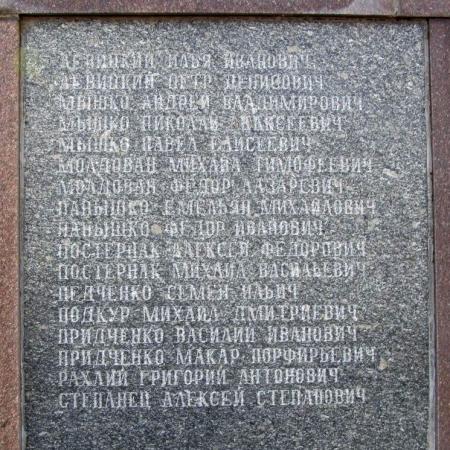 ЛЕВИЦКИЙ ИЛЬЯ ИВАНОВИЧ
ЛЕВИЦКИЙ ПЕТР ДЕНИСОВИЧ
МЫШКО АНДРЕЙ ВЛАДИМИРОВИЧ
МЫШКО НИКОЛАЙ АЛЕКСЕЕВИЧ
МЫШКО ПАВЕЛ ЕЛИСЕЕВИЧ
МОЛДОВАН МИХАИЛ ТИМОФЕЕВИЧ
МОЛДОВАН ФЕДОР ЛАЗАРЕВИЧ
ПАНЫШКО ЕМЕЛЬЯН МИХАЙЛОВИЧ
ПАНЫШКО ФЕДОР ИВАНОВИЧ
ПОСТЕРНАК АЛЕКСЕЙ ФЕДОРОВИЧ
ПОСТЕРНАК МИХАИЛ ВАСИЛЬЕВИЧ
ПЕДЧЕНКО СЕМЕН ИЛЬИЧ
ПОДКУР МИХАИЛ ДМИТРИЕВИЧ
ПРИДЧЕНКО ВАСИЛИЙ ИВАНОВИЧ
ПРИДЧЕНКО МАКАР ПОРФИРЬЕВИЧ
РАХЛИЙ ГРИГОРИЙ АНТОНОВИЧ
СТЕПАНЕЦ АЛЕКСЕЙ СТЕПАНОВИЧ